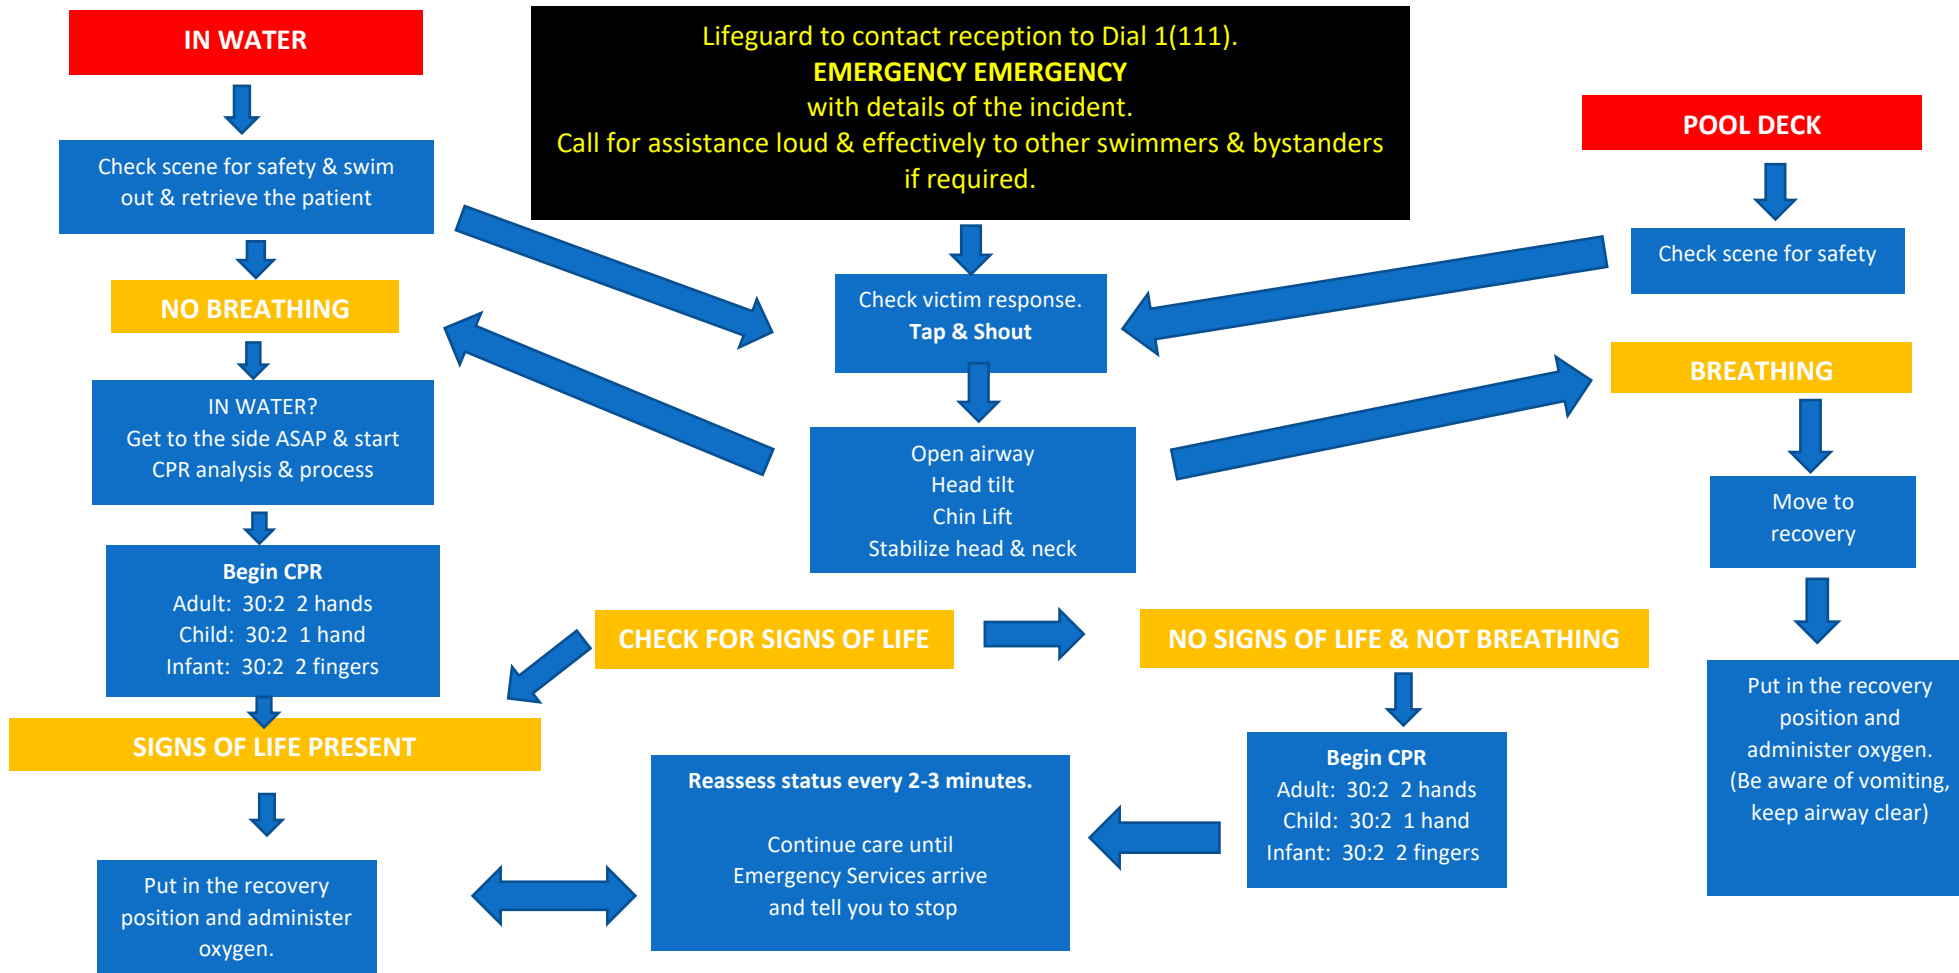 IN WATER
Check scene for safety & swim
out & retrieve the patient
NO BREATHING
IN WATER?
Get to the side ASAP & start
CPR analysis & process
Begin CPR
Adult:  30:2  2 hands
Child:  30:2  1 hand
Infant:  30:2  2 fingers
SIGNS OF LIFE PRESENT
Put in the recovery
position and administer
oxygen.
Lifeguard to contact reception to Dial 1(111).
EMERGENCY EMERGENCY
with details of the incident.
Call for assistance loud & effectively to other swimmers & bystanders
if required.
Check victim response.
Tap & Shout
Open airway
Head tilt
Chin Lift
Stabilize head & neck
CHECK FOR SIGNS OF LIFE
NO SIGNS OF LIFE & NOT BREATHING
Begin CPR
Adult:  30:2  2 hands
Child:  30:2  1 hand
Infant:  30:2  2 fingers
Reassess status every 2-3 minutes.
Continue care until
Emergency Services arrive
and tell you to stop
POOL DECK
Check scene for safety
BREATHING
Move to
recovery
Put in the recovery
position and
administer oxygen.
(Be aware of vomiting,
keep airway clear)